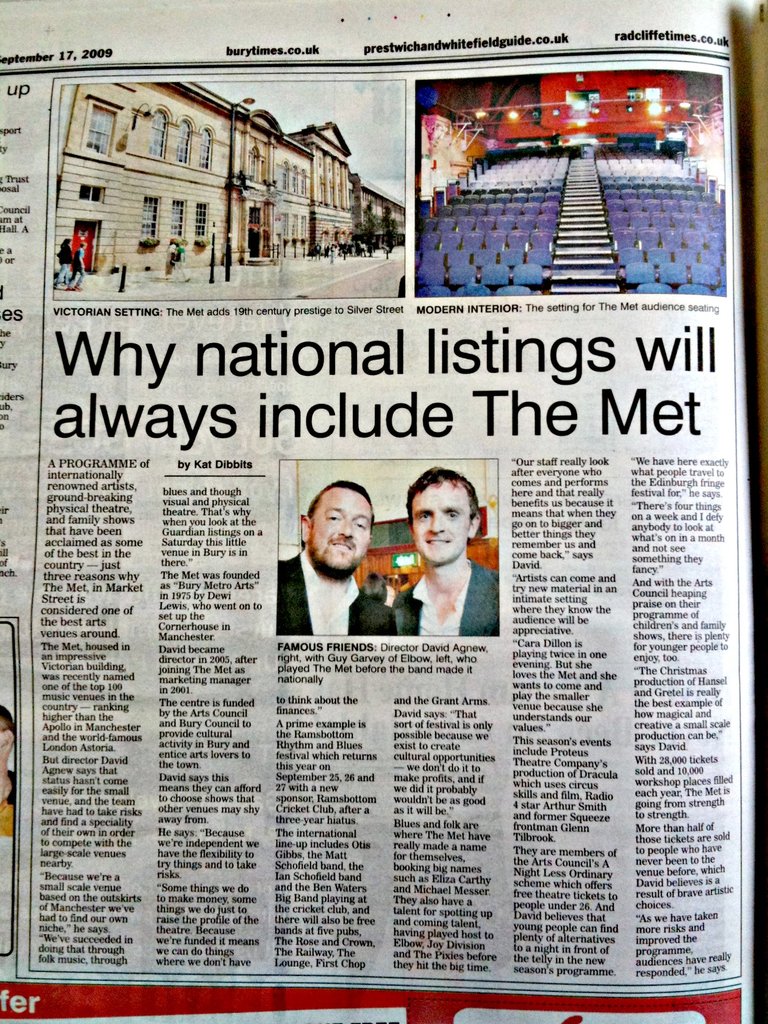 September 17, 2009
burytimes.co.uk
prestwichandwhitefieldguide.co.uk
radcliffetimes.co.uk
up
VICTORIAN SETTING: The Met adds 19th century prestige to Silver Street
MODERN INTERIOR: The setting for The Met audience seating
Why national listings will
always include The Met
A PROGRAMME of
internationally
renowned artists,
ground-breaking
physical theatre,
and family shows
that have been
acclaimed as some
of the best in the
country — just
three reasons why
The Met, in Market
Street is
considered one of
the best arts
venues around.
The Met, housed in
an impressive
Victorian building,
was recently named
one of the top 100
music venues in the
country — ranking
higher than the
Apollo in Manchester
and the world-famous
London Astoria.
But director David
Agnew says that
status hasn't come
easily for the small
venue, and the team
have had to take risks
and find a speciality
of their own in order
to compete with the
large-scale venues
nearby.
"Because we're a
small scale venue
based on the outskirts
of Manchester we've
had to find our own
niche," he says.
"We've succeeded in
doing that through
folk music, through
by Kat Dibbits
blues and though
visual and physical
theatre. That's why
when you look at the
Guardian listings on a
Saturday this little
venue in Bury is in
there."
The Met was founded
as "Bury Metro Arts"
in 1975 by Dewi
Lewis, who went on to
set up the
Cornerhouse in
Manchester.
David became
director in 2005, after
joining The Met as
marketing manager
in 2001.
The centre is funded
by the Arts Council
and Bury Council to
provide cultural
activity in Bury and
entice arts lovers to
the town.
David says this
means they can afford
to choose shows that
other venues may shy
away from.
He says: "Because
we're independent we
have the flexibility to
try things and to take
risks.
"Some things we do
to make money, some
things we do just to
raise the profile of the
theatre. Because
we're funded it means
we can do things
where we don't have
FAMOUS FRIENDS: Director David Agnew,
right, with Guy Garvey of Elbow, left, who
played The Met before the band made it
nationally
to think about the
finances."
A prime example is
the Ramsbottom
Rhythm and Blues
festival which returns
this year on
September 25, 26 and
27 with a new
sponsor, Ramsbottom
Cricket Club, after a
three-year hiatus.
The international
line-up includes Otis
Gibbs, the Matt
Schofield band, the
Ian Schofield band
and the Ben Waters
Big Band playing at
the cricket club, and
there will also be free
bands at five pubs,
The Rose and Crown,
The Railway, The
Lounge, First Chop
and the Grant Arms.
David says: "That
sort of festival is only
possible because we
exist to create
cultural opportunities
— we don't do it to
make profits, and if
we did it probably
wouldn't be as good
as it will be."
Blues and folk are
where The Met have
really made a name
for themselves,
booking big names
such as Eliza Carthy
and Michael Messer.
They also have a
talent for spotting up
and coming talent,
having played host to
Elbow, Joy Division
and The Pixies before
they hit the big time.
"Our staff really look
after everyone who
comes and performs
here and that really
benefits us because it
means that when they
go on to bigger and
better things they
remember us and
come back," says
David.
"Artists can come and
try new material in an
intimate setting
where they know the
audience will be
appreciative.
"Cara Dillon is
playing twice in one
evening. But she
loves the Met and she
wants to come and
play the smaller
venue because she
understands our
values."
This season's events
include Proteus
Theatre Company's
production of Dracula
which uses circus
skills and film, Radio
4 star Arthur Smith
and former Squeeze
frontman Glenn
Tilbrook.
They are members of
the Arts Council's A
Night Less Ordinary
scheme which offers
free theatre tickets to
people under 26. And
David believes that
young people can find
plenty of alternatives
to a night in front of
the telly in the new
season's programme.
"We have here exactly
what people travel to
the Edinburgh fringe
festival for," he says.
"There's four things
on a week and I defy
anybody to look at
what's on in a month
and not see
something they
fancy."
And with the Arts
Council heaping
praise on their
programme of
children's and family
shows, there is plenty
for younger people to
enjoy, too.
"The Christmas
production of Hansel
and Gretel is really
the best example of
how magical and
creative a small scale
production can be,"
says David.
With 28,000 tickets
sold and 10,000
workshop places filled
each year, The Met is
going from strength
to strength.
More than half of
those tickets are sold
to people who have
never been to the
venue before, which
David believes is a
result of brave artistic
choices.
"As we have taken
more risks and
improved the
programme,
audiences have really
responded," he says.
fer